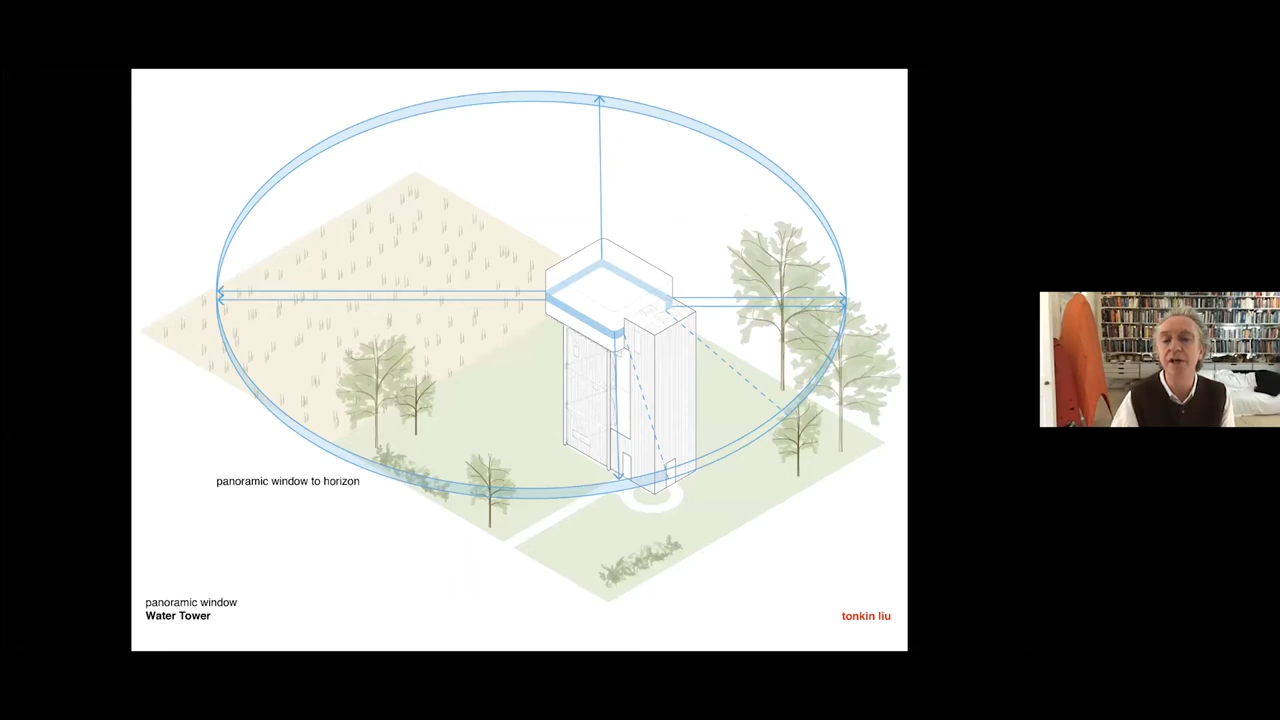 panoramic window to horizon
panoramic window
Water Tower
tonkin liu